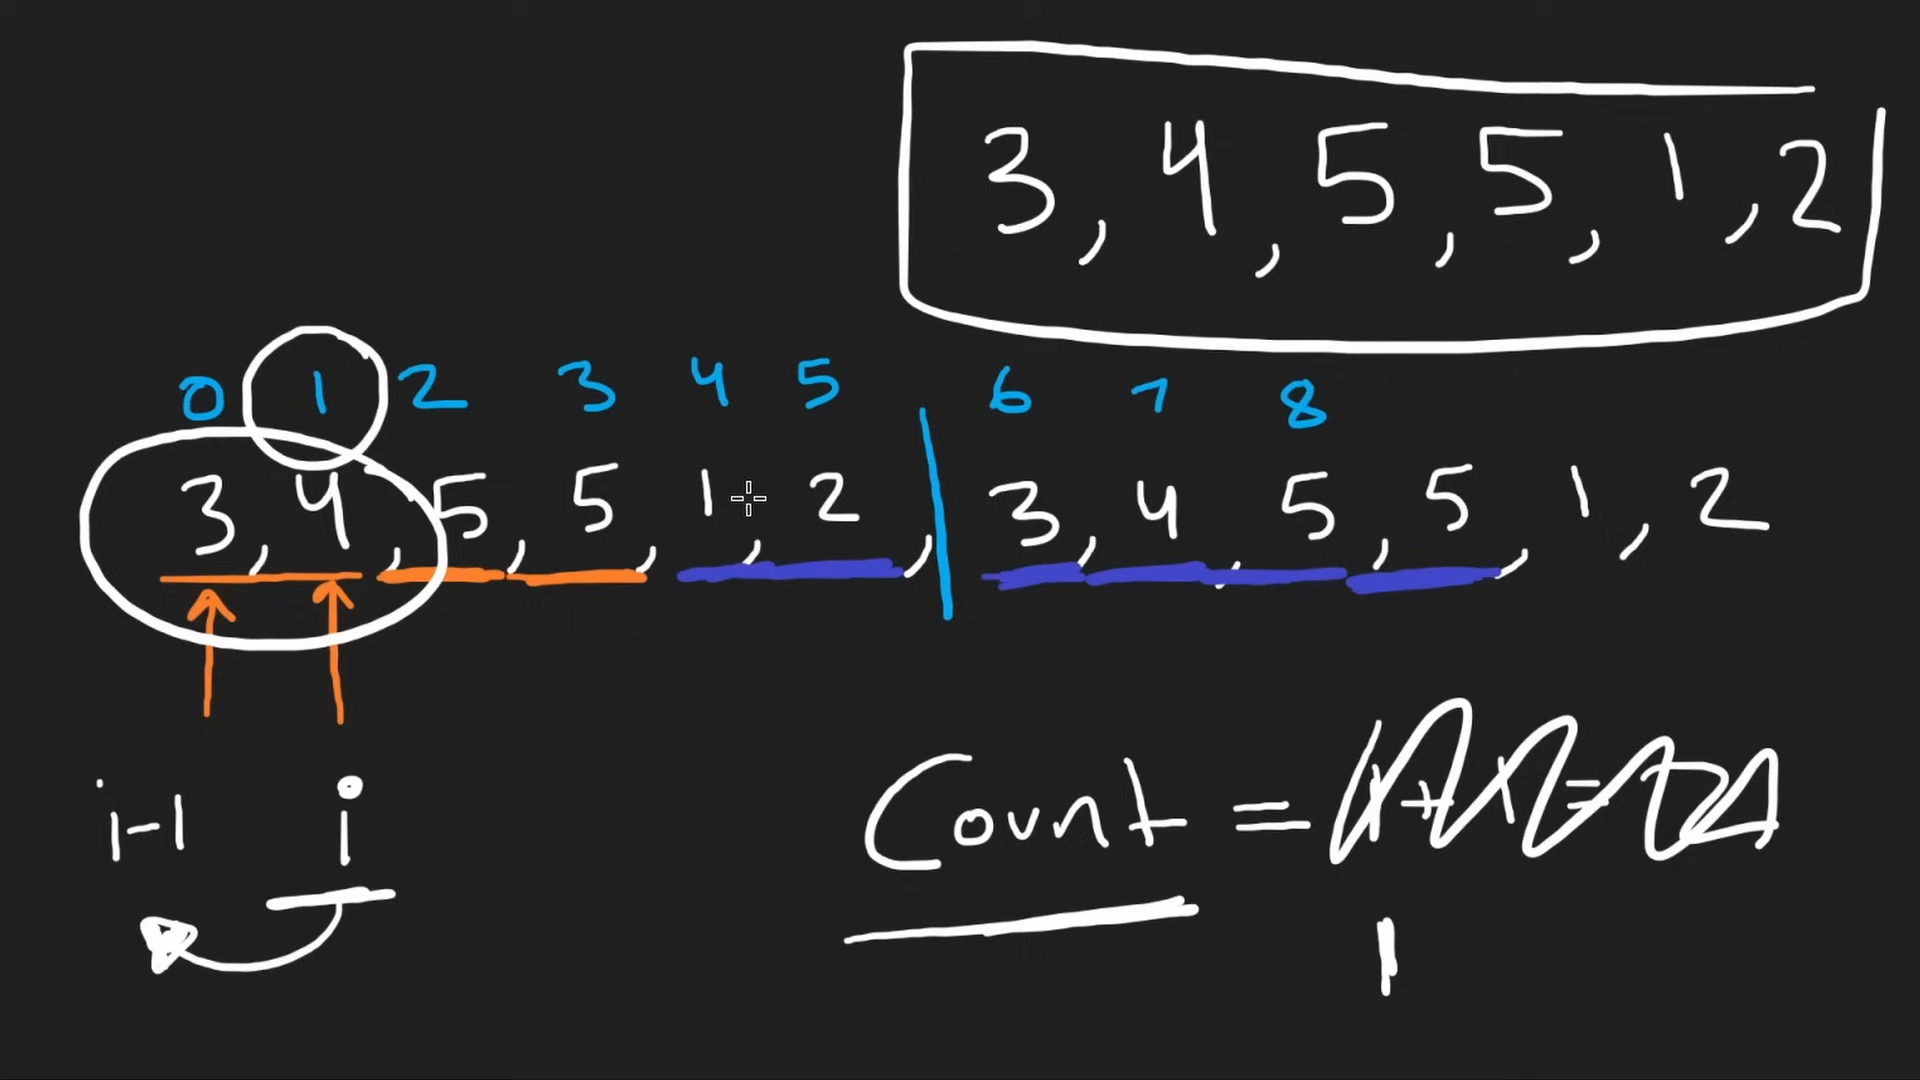 3, 4, 5, 5, 1, 2
0 1 2 3 4 5 6 7 8
3, 4, 5, 5, 1, 2, 3, 4, 5, 5, 1, 2
i-1 i
Count =
1